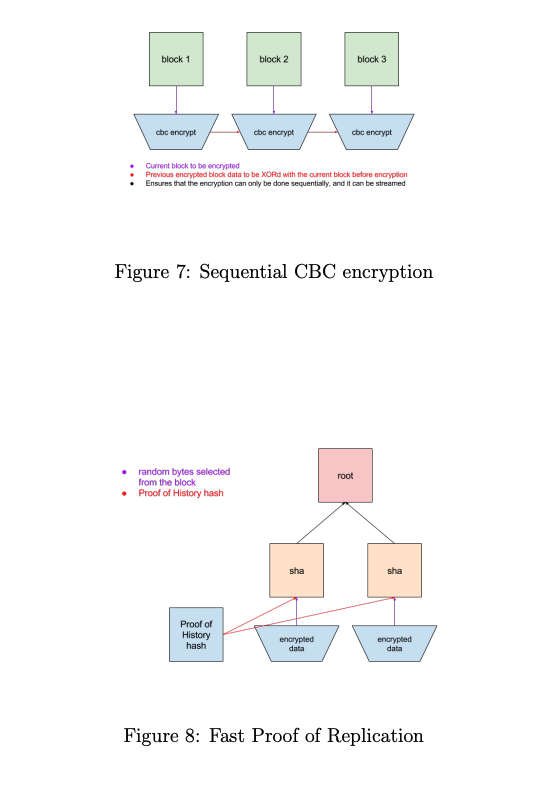 block 1
block 2
block 3
cbc encrypt
cbc encrypt
cbc encrypt
● Current block to be encrypted
● Previous encrypted block data to be XORd with the current block before encryption
● Ensures that the encryption can only be done sequentially, and it can be streamed
Figure 7: Sequential CBC encryption
● random bytes selected
from the block
● Proof of History hash
root
sha
sha
Proof of
History
hash
encrypted
data
encrypted
data
Figure 8: Fast Proof of Replication